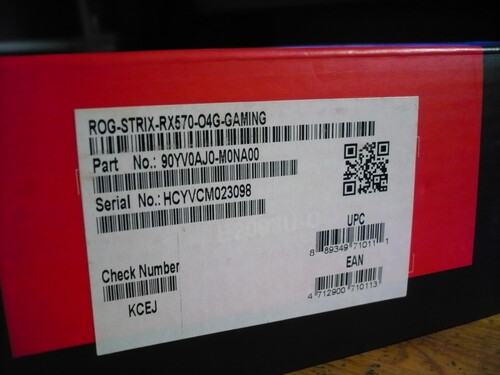 ROG-STRIX-RX570-O4G-GAMING
Part No.: 90YV0AJ0-M0NA00
Serial No.: HCYVCM023098
UPC
8 89349 71011 1
EAN
4 712900 710113
Check Number
KCEJ